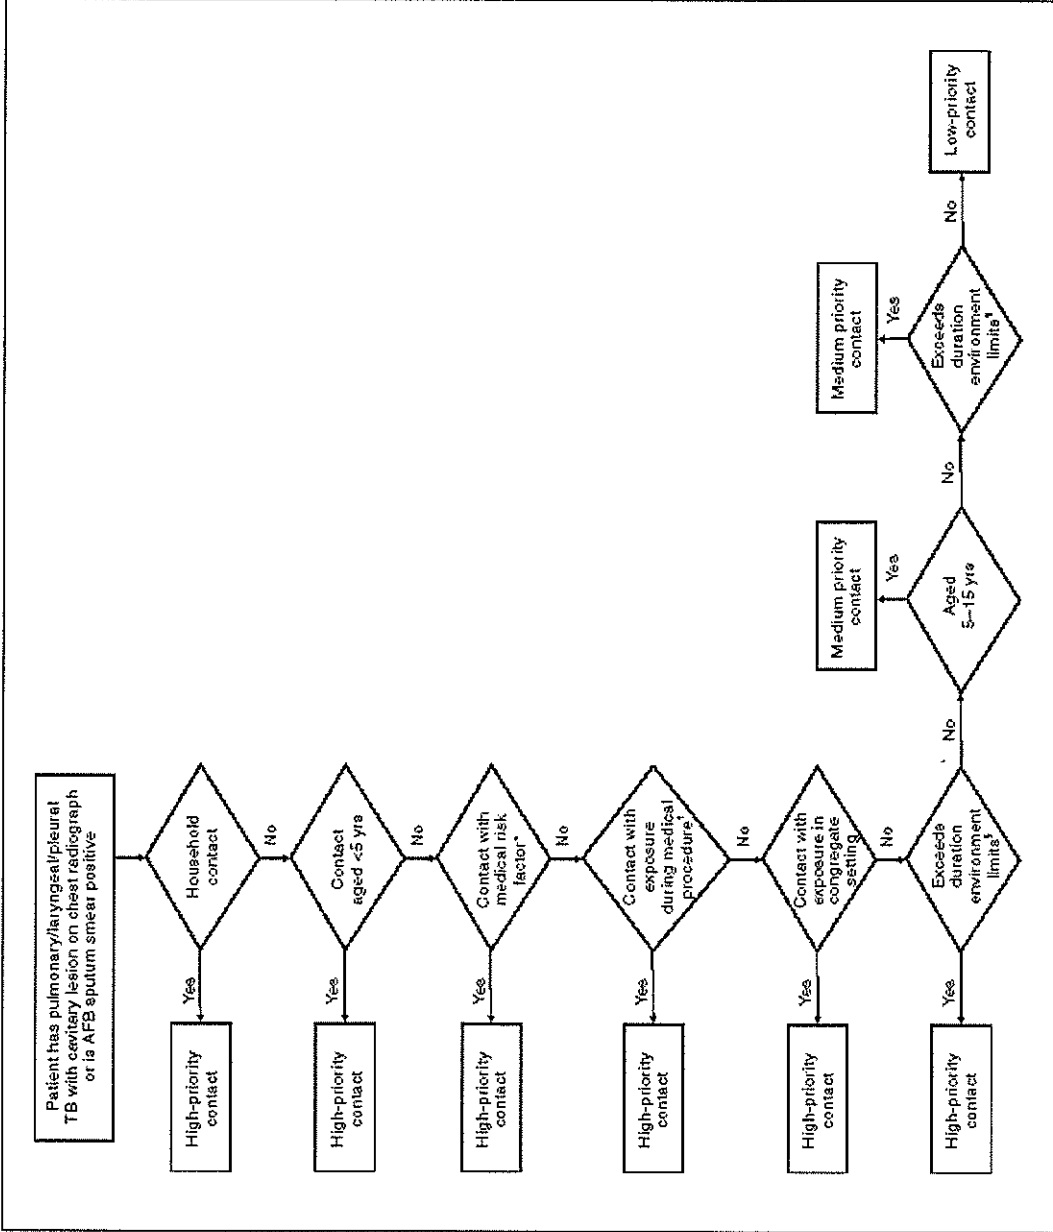 Patient has pulmonary/laryngeal/pleural
TB with cavitary lesion on chest radiograph
or is AFB sputum smear positive
High-priority
contact
Yes
Household
contact
No
High-priority
contact
Yes
Contact
aged <5 yrs
No
High-priority
contact
Yes
Contact with
medical risk
factor*
No
High-priority
contact
Yes
Contact with
exposure
during medical
procedure†
No
High-priority
contact
Yes
Contact with
exposure in
congregate
setting
No
High-priority
contact
Yes
Exceeds
duration
environment
limits§
No
Medium priority
contact
Yes
Aged
5–15 yrs
No
Medium priority
contact
Yes
Exceeds
duration
environment
limits¶
No
Low-priority
contact